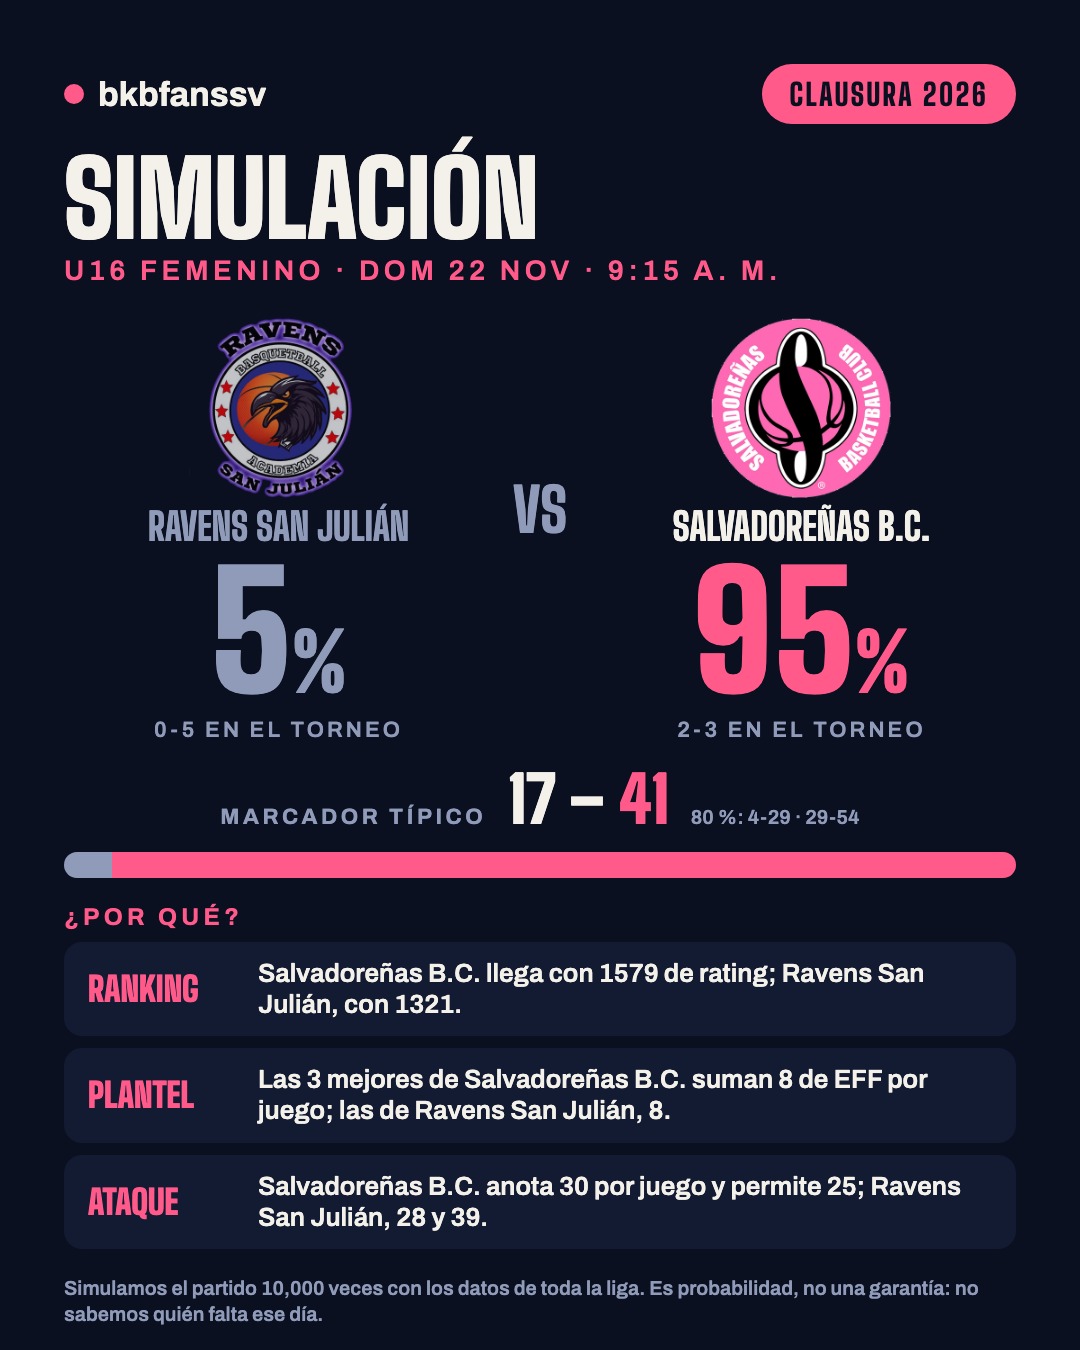 bkbfanssv
CLAUSURA 2026
SIMULACIÓN
U16 FEMENINO · DOM 22 NOV · 9:15 A. M.
RAVENS
BASQUETBALL
ACADEMIA
SAN JULIÁN
SALVADOREÑAS
BASKETBALL CLUB
®
RAVENS SAN JULIÁN
VS
SALVADOREÑAS B.C.
5%
95%
0-5 EN EL TORNEO
2-3 EN EL TORNEO
MARCADOR TÍPICO 17 – 41 80 %: 4-29 · 29-54
¿POR QUÉ?
RANKING
Salvadoreñas B.C. llega con 1579 de rating; Ravens San
Julián, con 1321.
PLANTEL
Las 3 mejores de Salvadoreñas B.C. suman 8 de EFF por
juego; las de Ravens San Julián, 8.
ATAQUE
Salvadoreñas B.C. anota 30 por juego y permite 25; Ravens
San Julián, 28 y 39.
Simulamos el partido 10,000 veces con los datos de toda la liga. Es probabilidad, no una garantía: no
sabemos quién falta ese día.